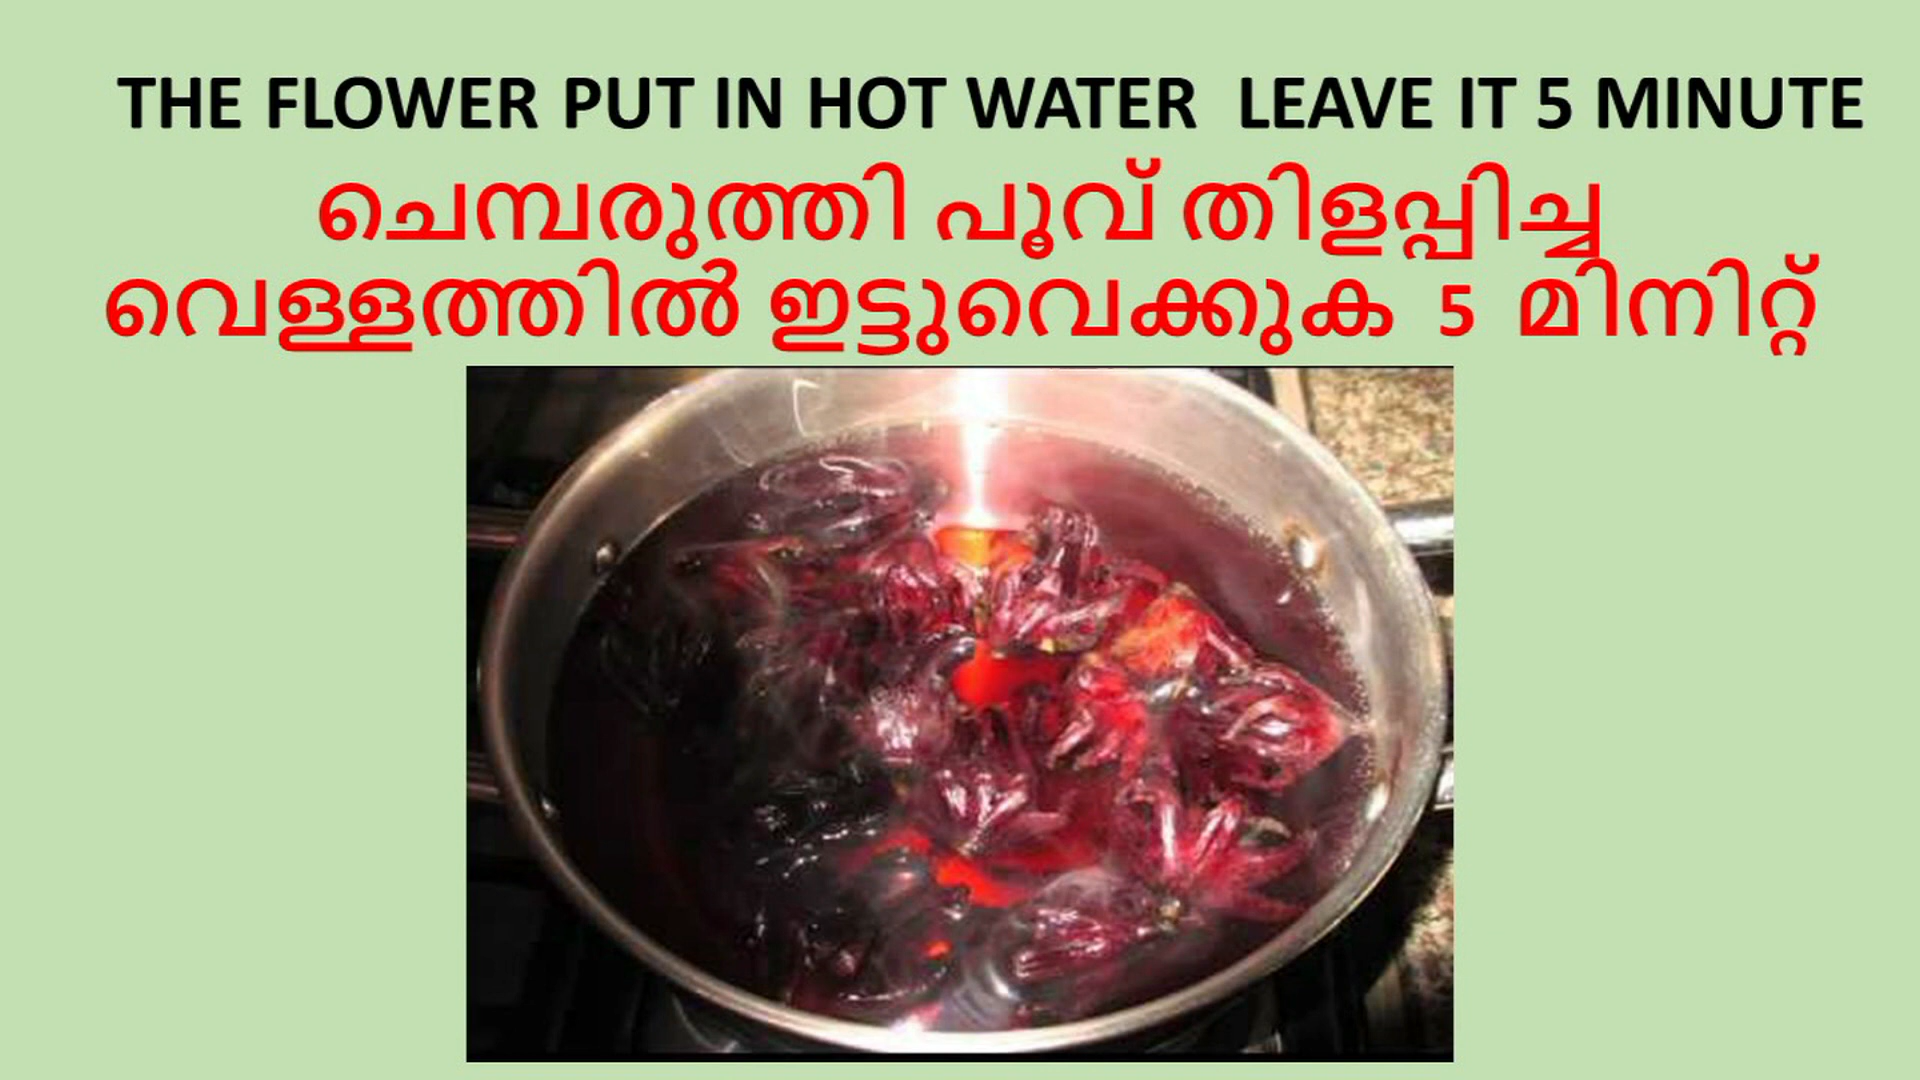 THE FLOWER PUT IN HOT WATER  LEAVE IT 5 MINUTE
ചെമ്പരുത്തി പൂവ് തിളപ്പിച്ച
വെള്ളത്തിൽ ഇട്ടുവെക്കുക 5 മിനിറ്റ്